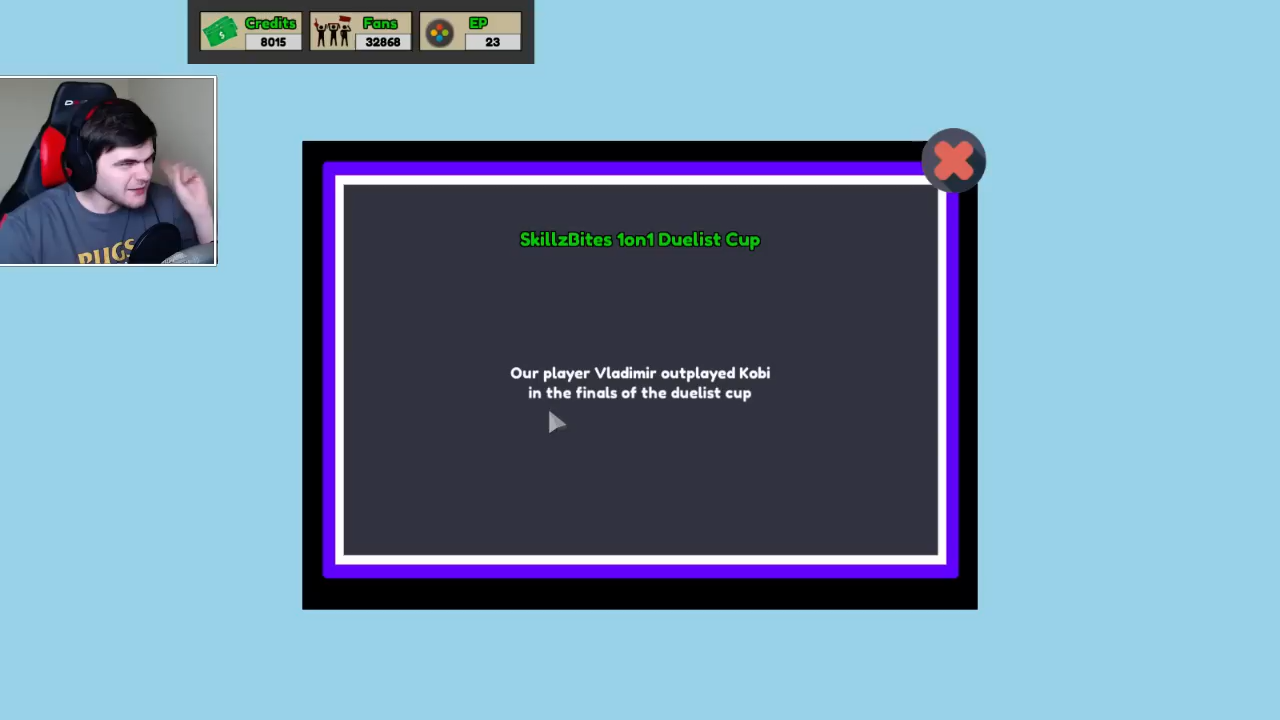 Credits
8015
Fans
32868
EP
23
SkillzBites 1on1 Duelist Cup
Our player Vladimir outplayed Kobi
in the finals of the duelist cup
PUGS